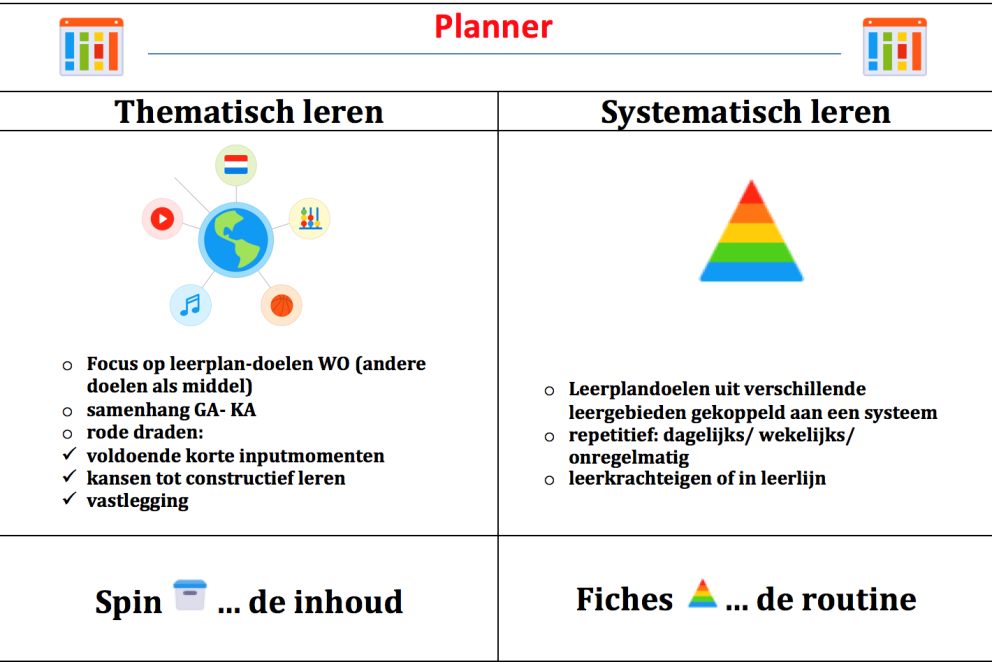 Planner
Thematisch leren
Systematisch leren
o Focus op leerplan-doelen WO (andere
doelen als middel)
o samenhang GA- KA
o rode draden:
✓ voldoende korte inputmomenten
✓ kansen tot constructief leren
✓ vastlegging
o Leerplandoelen uit verschillende
leergebieden gekoppeld aan een systeem
o repetitief: dagelijks/ wekelijks/
onregelmatig
o leerkrachteigen of in leerlijn
Spin ... de inhoud
Fiches ... de routine